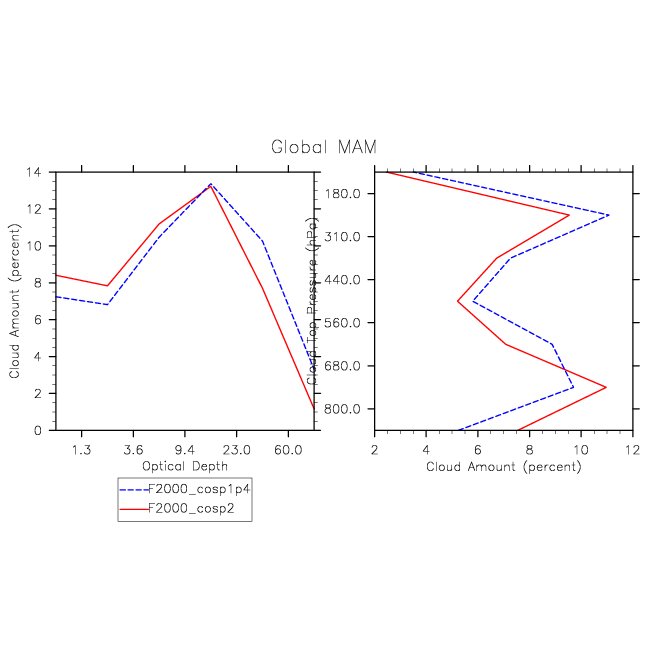 Global MAM
14
12
10
8
6
4
2
0
Cloud Amount (percent)
1.3 3.6 9.4 23.0 60.0
Optical Depth
Cloud Top Pressure (hPa)
180.0
310.0
440.0
560.0
680.0
800.0
2 4 6 8 10 12
Cloud Amount (percent)
F2000_cosp1p4
F2000_cosp2